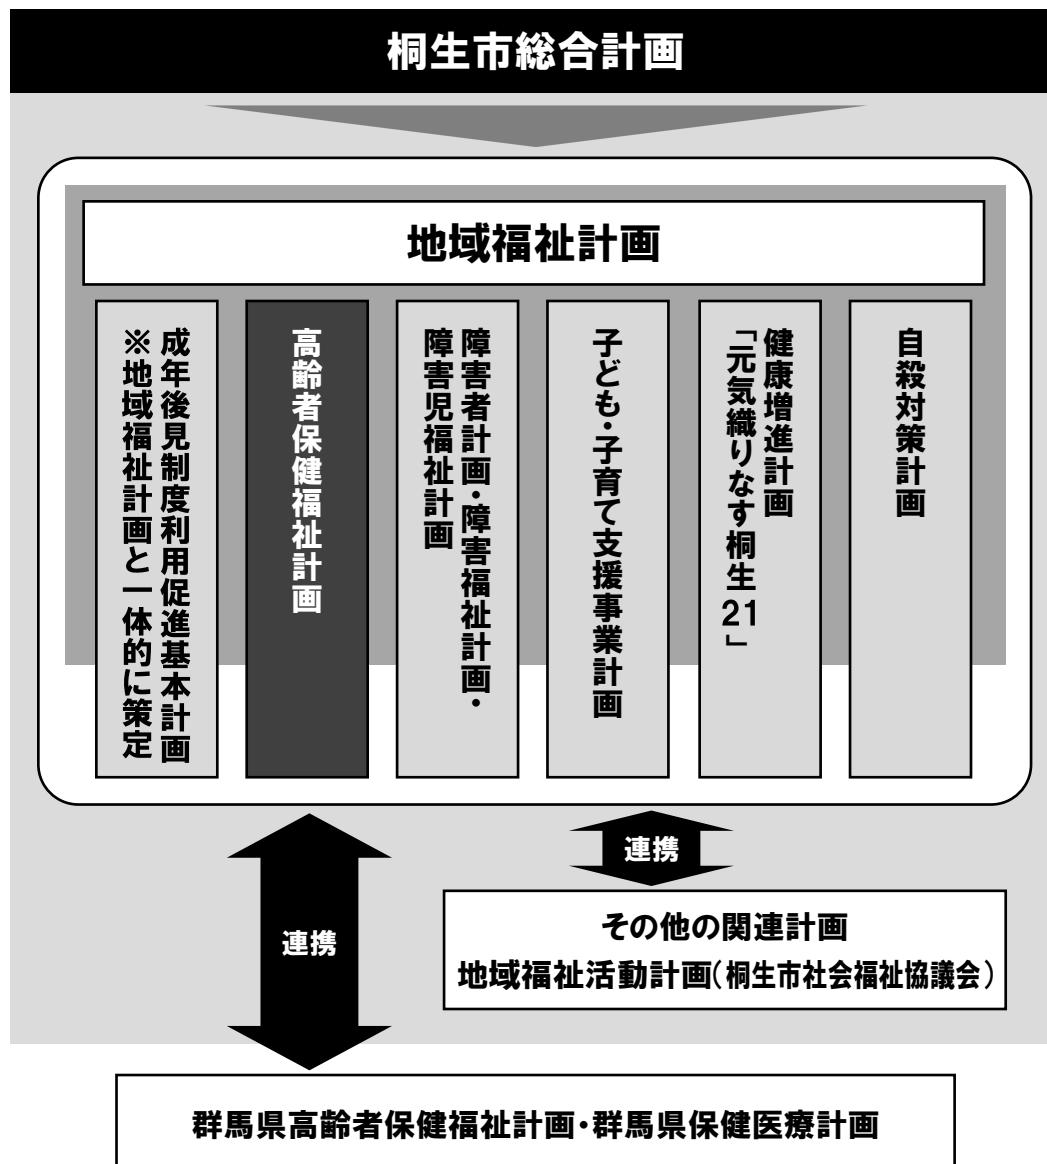 桐生市総合計画
地域福祉計画
成年後見制度利用促進基本計画
※地域福祉計画と一体的に策定
高齢者保健福祉計画
障害者計画・障害福祉計画・
障害児福祉計画
子ども・子育て支援事業計画
健康増進計画
「元気織りなす桐生21」
自殺対策計画
連携
連携
その他の関連計画
地域福祉活動計画(桐生市社会福祉協議会)
群馬県高齢者保健福祉計画・群馬県保健医療計画